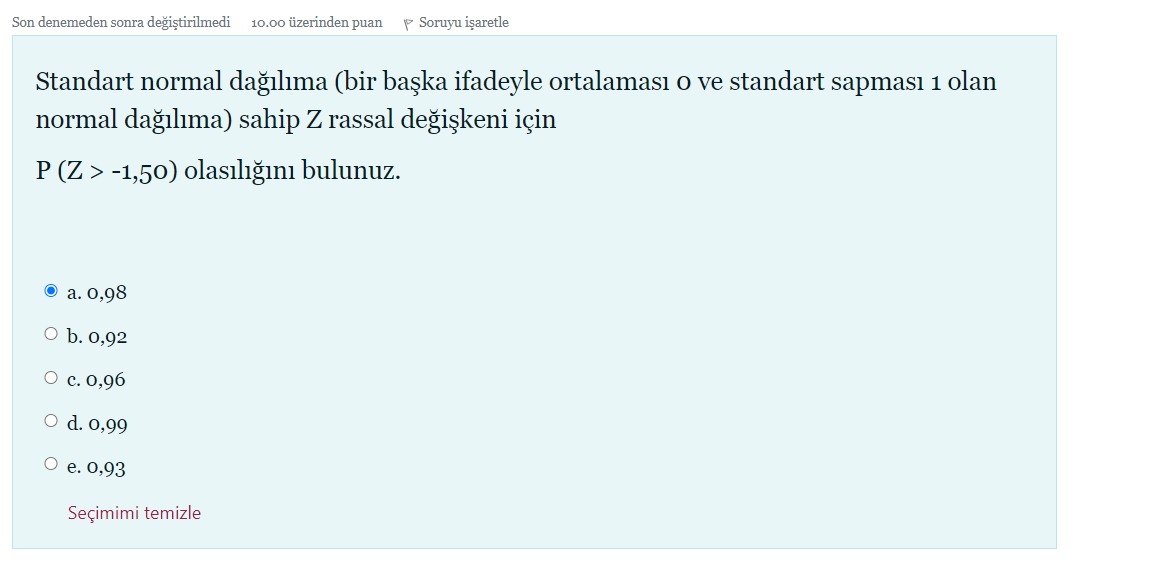 Son denemeden sonra değiştirilmedi 10.00 üzerinden puan Soruyu işaretle
Standart normal dağılıma (bir başka ifadeyle ortalaması 0 ve standart sapması 1 olan
normal dağılıma) sahip Z rassal değişkeni için
P (Z > -1,50) olasılığını bulunuz.
a. 0,98
b. 0,92
c. 0,96
d. 0,99
e. 0,93
Seçimimi temizle